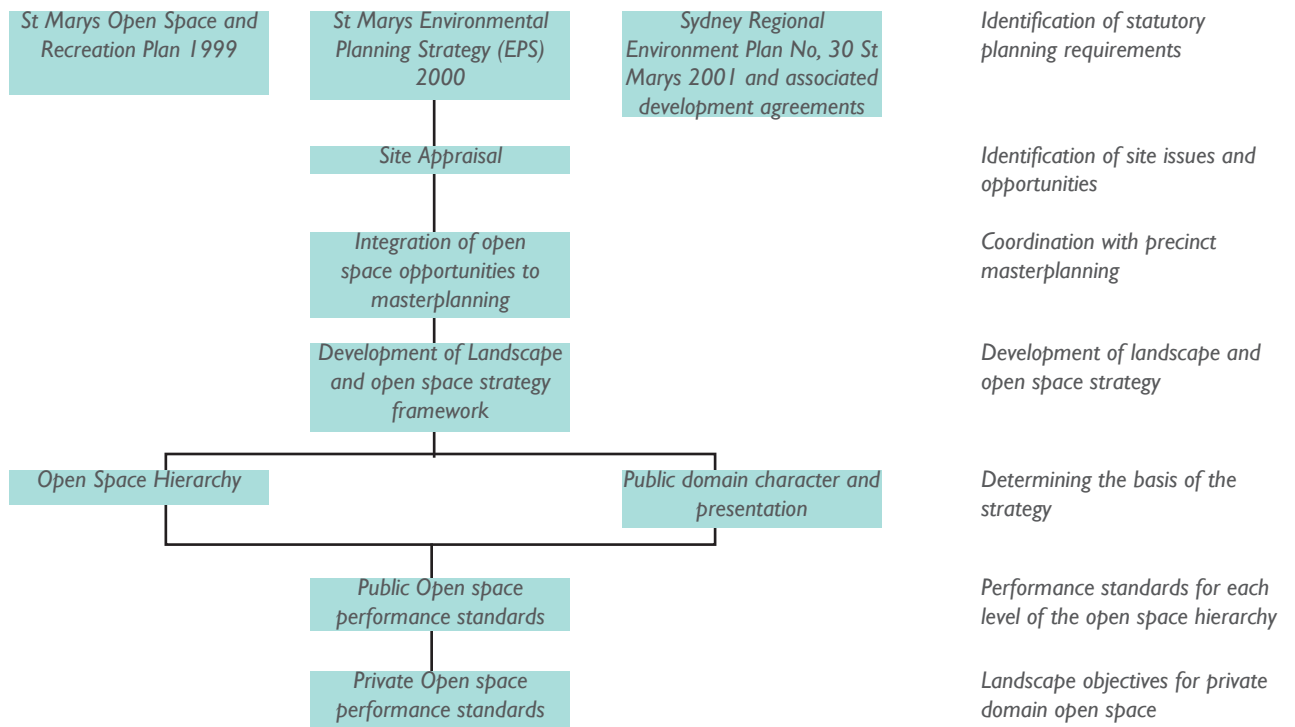 St Marys Open Space and
Recreation Plan 1999
St Marys Environmental
Planning Strategy (EPS)
2000
Sydney Regional
Environment Plan No, 30 St
Marys 2001 and associated
development agreements
Identification of statutory
planning requirements
Site Appraisal
Identification of site issues and
opportunities
Integration of open
space opportunities to
masterplanning
Coordination with precinct
masterplanning
Development of Landscape
and open space strategy
framework
Development of landscape and
open space strategy
Open Space Hierarchy
Public domain character and
presentation
Determining the basis of the
strategy
Public Open space
performance standards
Performance standards for each
level of the open space hierarchy
Private Open space
performance standards
Landscape objectives for private
domain open space